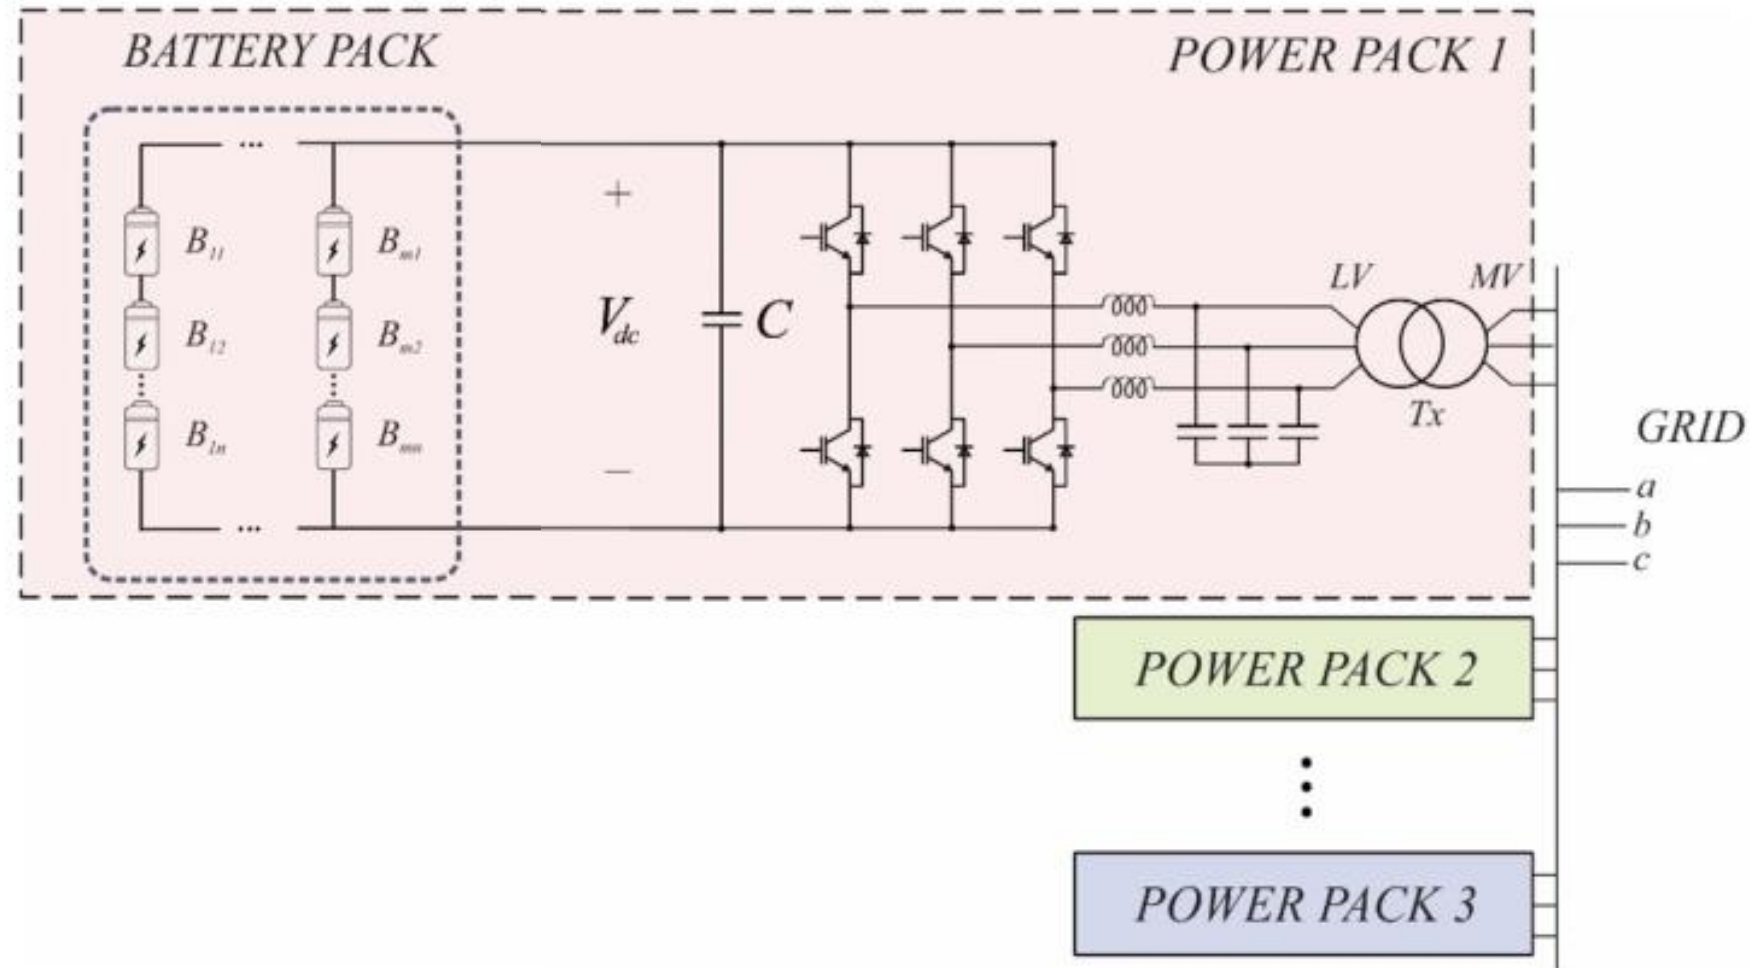 BATTERY PACK
POWER PACK 1
B11
Bm1
B12
Bm2
B1n
Bmn
+
Vdc
C
−
LV
MV
Tx
GRID
a
b
c
POWER PACK 2
POWER PACK 3